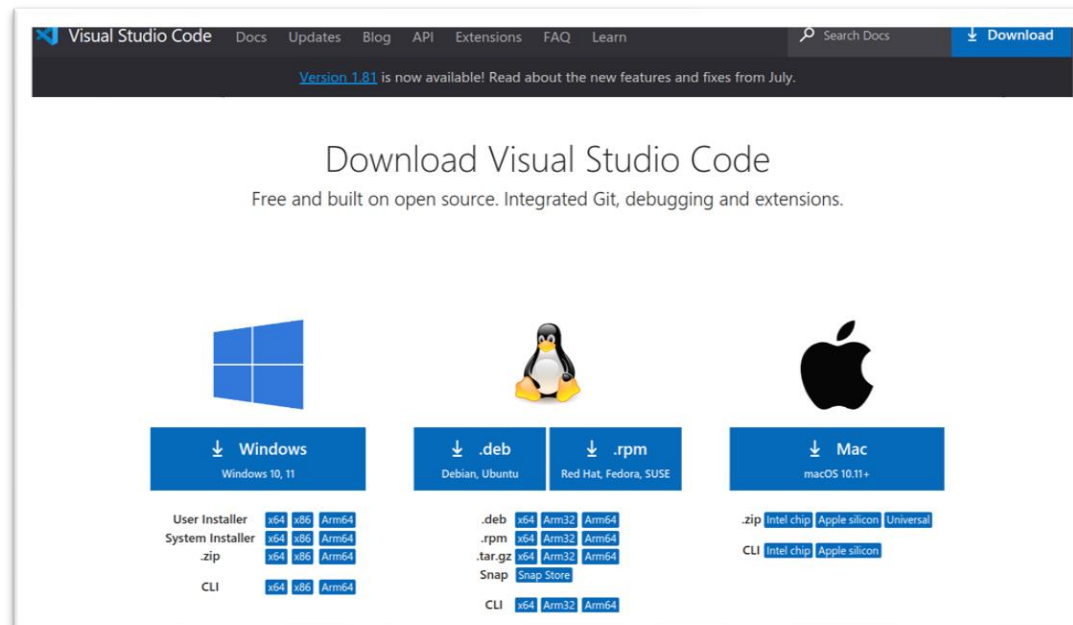 Visual Studio Code Docs Updates Blog API Extensions FAQ Learn Search Docs Download
Version 1.81 is now available! Read about the new features and fixes from July.
Download Visual Studio Code
Free and built on open source. Integrated Git, debugging and extensions.
Windows
Windows 10, 11
User Installer x64 x86 Arm64
System Installer x64 x86 Arm64
.zip x64 x86 Arm64
CLI x64 x86 Arm64
.deb
Debian, Ubuntu
.rpm
Red Hat, Fedora, SUSE
.deb x64 Arm32 Arm64
.rpm x64 Arm32 Arm64
.tar.gz x64 Arm32 Arm64
Snap Snap Store
CLI x64 Arm32 Arm64
Mac
macOS 10.11+
.zip Intel chip Apple silicon Universal
CLI Intel chip Apple silicon